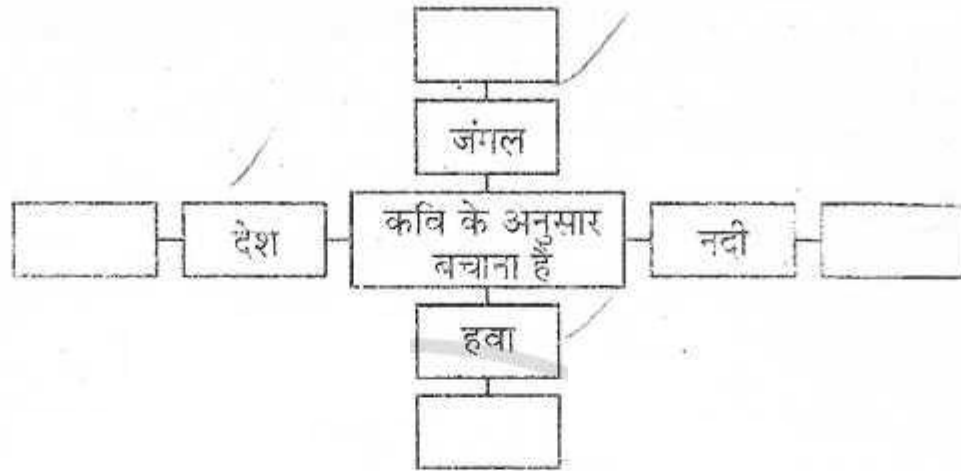 जंगल
देश
कवि के अनुसार
बचाना है
नदी
हवा